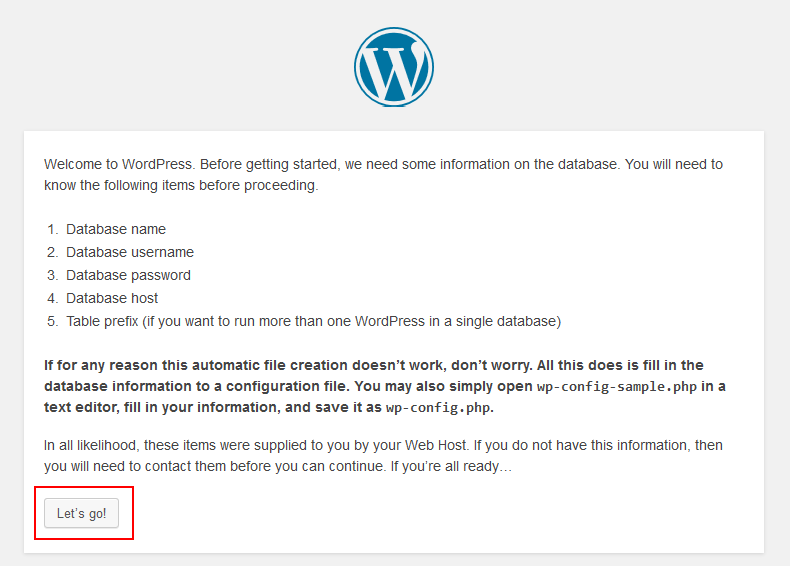 Welcome to WordPress. Before getting started, we need some information on the database. You will need to
know the following items before proceeding.
1. Database name
2. Database username
3. Database password
4. Database host
5. Table prefix (if you want to run more than one WordPress in a single database)
If for any reason this automatic file creation doesn’t work, don’t worry. All this does is fill in the
database information to a configuration file. You may also simply open wp-config-sample.php in a
text editor, fill in your information, and save it as wp-config.php.
In all likelihood, these items were supplied to you by your Web Host. If you do not have this information, then
you will need to contact them before you can continue. If you’re all ready…
Let’s go!